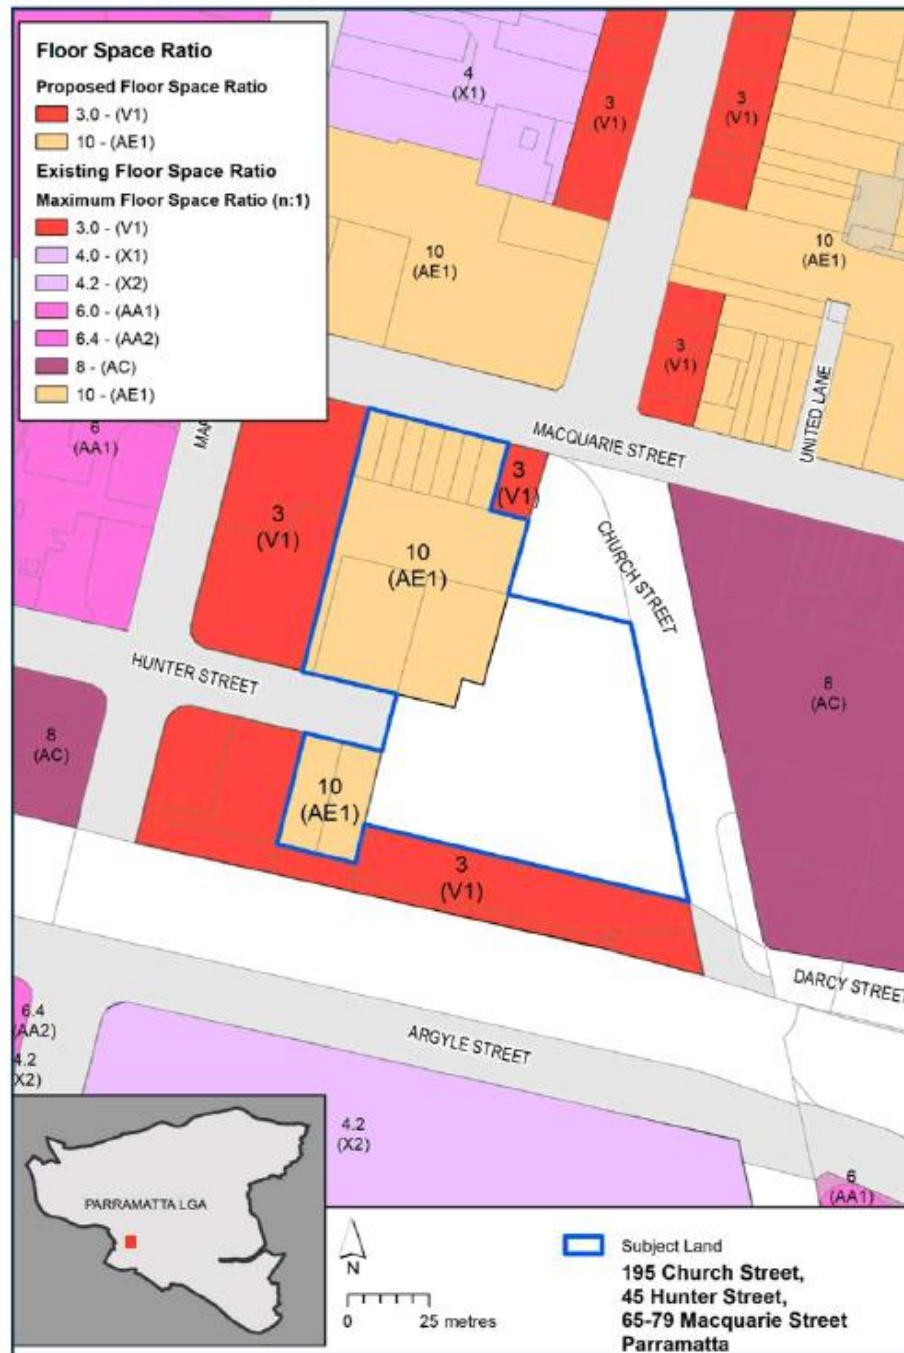 Floor Space Ratio
Proposed Floor Space Ratio
3.0 - (V1)
10 - (AE1)
Existing Floor Space Ratio
Maximum Floor Space Ratio (n:1)
3.0 - (V1)
4.0 - (X1)
4.2 - (X2)
6.0 - (AA1)
6.4 - (AA2)
8 - (AC)
10 - (AE1)
4
(X1)
3
(V1)
3
(V1)
10
(AE1)
10
(AE1)
3
(V1)
UNITED LANE
6
(AA1)
MACQUARIE STREET
3
(V1)
3
(V1)
10
(AE1)
CHURCH STREET
HUNTER STREET
8
(AC)
8
(AC)
10
(AE1)
3
(V1)
DARCY STREET
6.4
(AA2)
4.2
X2)
ARGYLE STREET
4.2
(X2)
6
(AA1)
PARRAMATTA LGA
N
0 25 metres
Subject Land
195 Church Street,
45 Hunter Street,
65-79 Macquarie Street
Parramatta